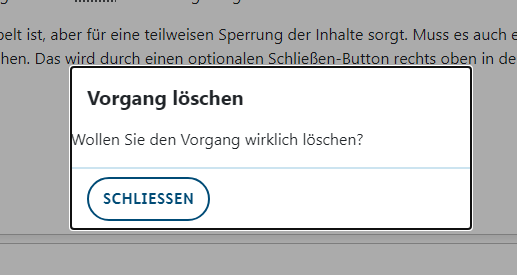 pelt ist, aber für eine teilweisen Sperrung der Inhalte sorgt. Muss es auch
hen. Das wird durch einen optionalen Schließen-Button rechts oben in de
Vorgang löschen
Wollen Sie den Vorgang wirklich löschen?
SCHLIESSEN